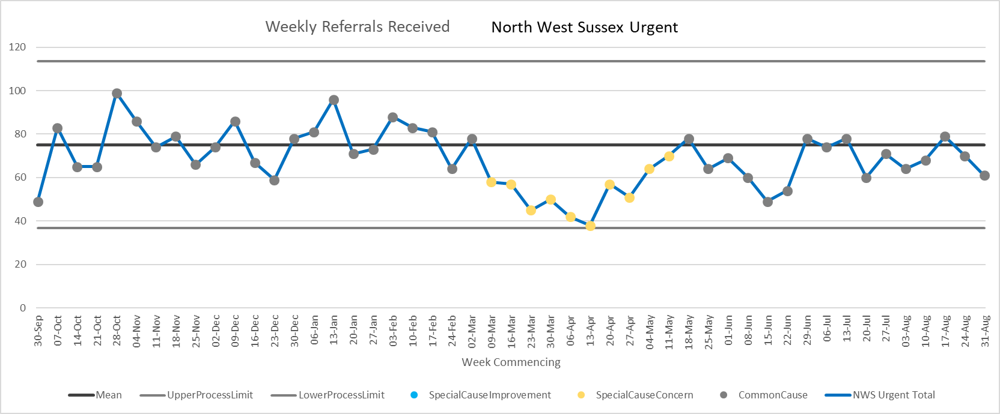 Weekly Referrals Received North West Sussex Urgent
120
100
80
60
40
20
0
30-Sep 07-Oct 14-Oct 21-Oct 28-Oct 04-Nov 11-Nov 18-Nov 25-Nov 02-Dec 09-Dec 16-Dec 23-Dec 30-Dec 06-Jan 13-Jan 20-Jan 27-Jan 03-Feb 10-Feb 17-Feb 24-Feb 02-Mar 09-Mar 16-Mar 23-Mar 30-Mar 06-Apr 13-Apr 20-Apr 27-Apr 04-May 11-May 18-May 25-May 01-Jun 08-Jun 15-Jun 22-Jun 29-Jun 06-Jul 13-Jul 20-Jul 27-Jul 03-Aug 10-Aug 17-Aug 24-Aug 31-Aug
Week Commencing
Mean UpperProcessLimit LowerProcessLimit SpecialCauseImprovement SpecialCauseConcern CommonCause NWS Urgent Total